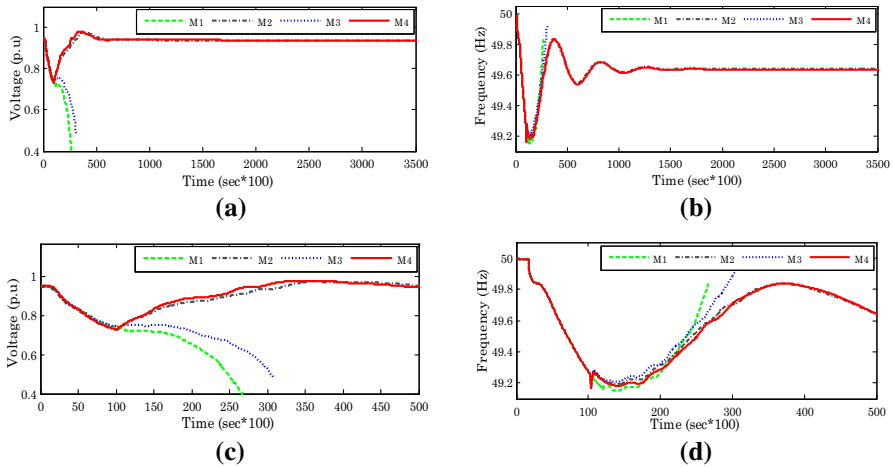 M1 M2 M3 M4
Voltage (p.u)
1
0.8
0.6
0.4
0 500 1000 1500 2000 2500 3000 3500
Time (sec*100)
(a)
M1 M2 M3 M4
Frequency (Hz)
50
49.8
49.6
49.4
49.2
0 500 1000 1500 2000 2500 3000 3500
Time (sec*100)
(b)
M1 M2 M3 M4
Voltage (p.u)
1
0.8
0.6
0.4
0 50 100 150 200 250 300 350 400 450 500
Time (sec*100)
(c)
M1 M2 M3 M4
Frequency (Hz)
50
49.8
49.6
49.4
49.2
0 100 200 300 400 500
Time (sec*100)
(d)